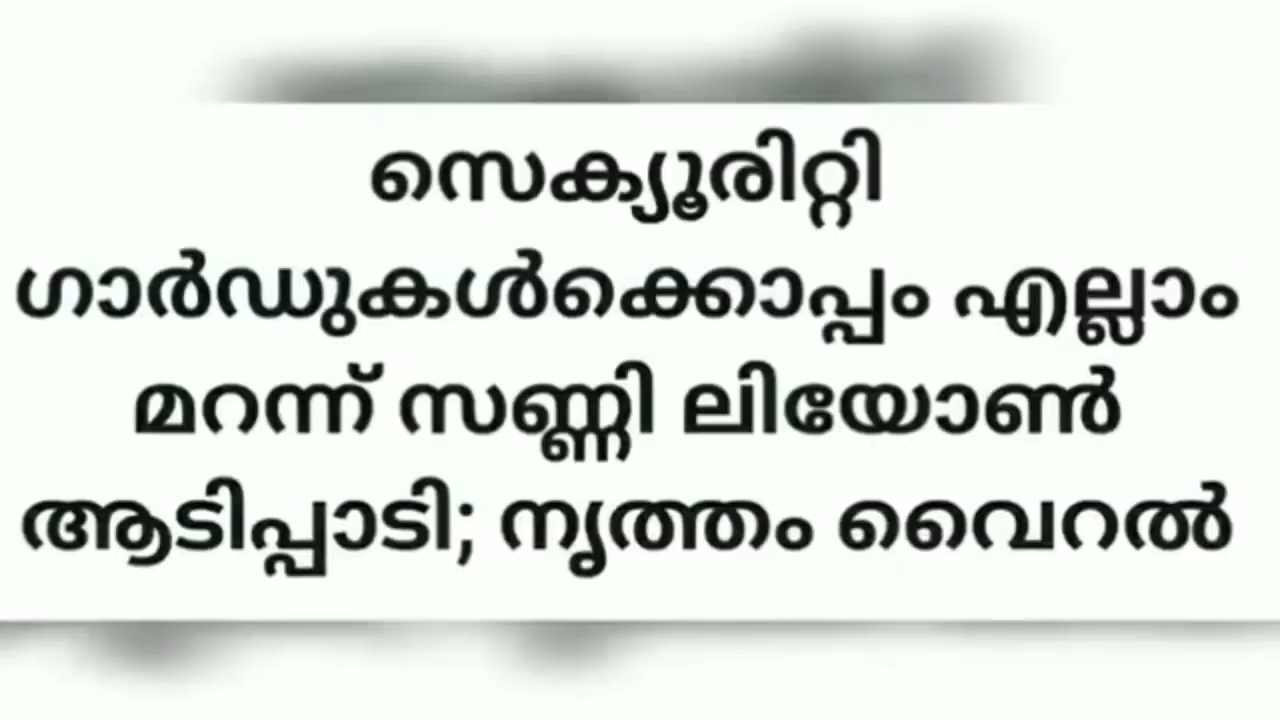 സെക്യൂരിറ്റി
ഗാർഡുകൾക്കൊപ്പം എല്ലാം
മറന്ന് സണ്ണി ലിയോൺ
ആടിപ്പാടി; നൃത്തം വൈറൽ